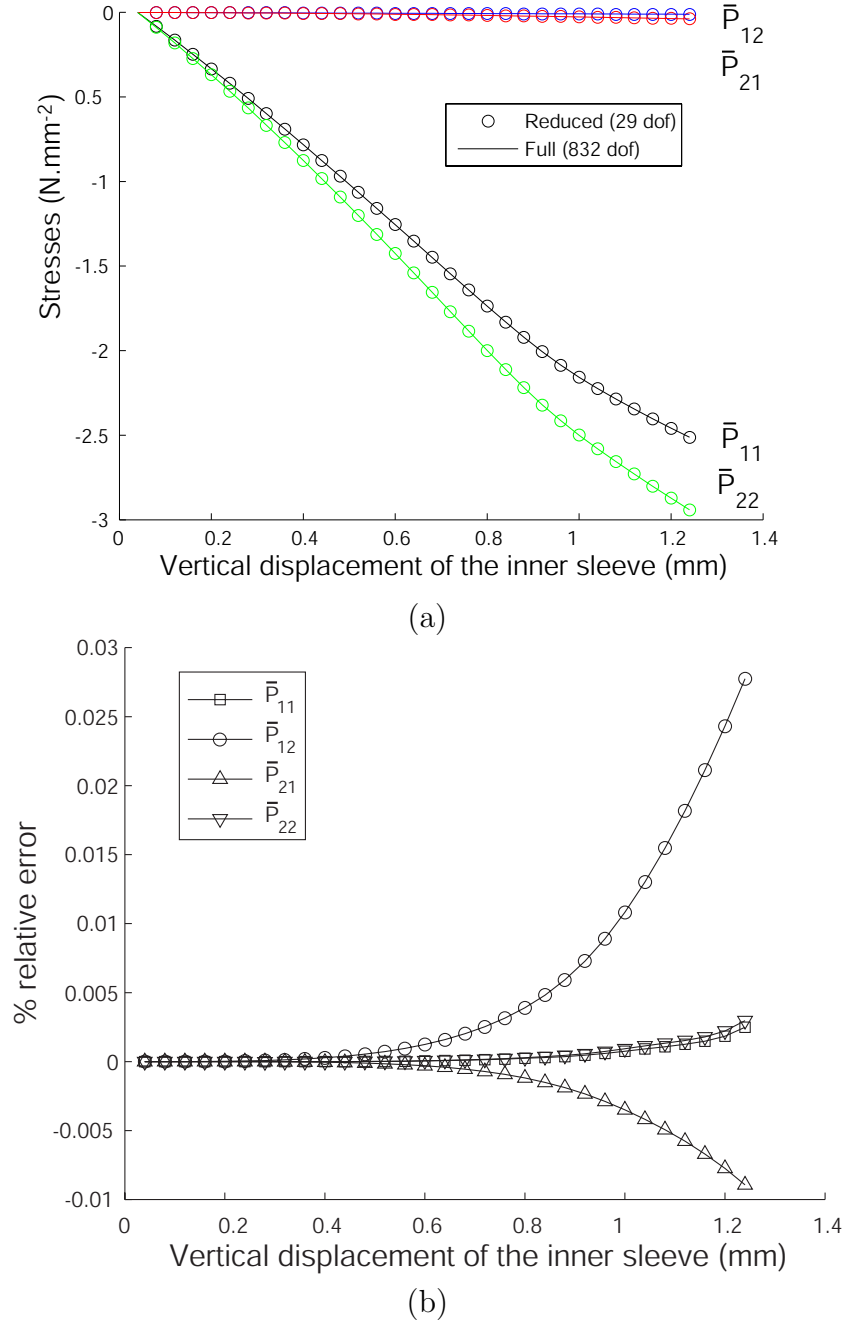 0
0.5
-1
-1.5
-2
-2.5
-3
Stresses (N.mm-2)
P̄12
P̄21
Reduced (29 dof)
Full (832 dof)
P̄11
P̄22
0 0.2 0.4 0.6 0.8 1 1.2 1.4
Vertical displacement of the inner sleeve (mm)
(a)
0.03
0.025
0.02
0.015
0.01
0.005
0
-0.005
-0.01
% relative error
P̄11
P̄12
P̄21
P̄22
0 0.2 0.4 0.6 0.8 1 1.2 1.4
Vertical displacement of the inner sleeve (mm)
(b)